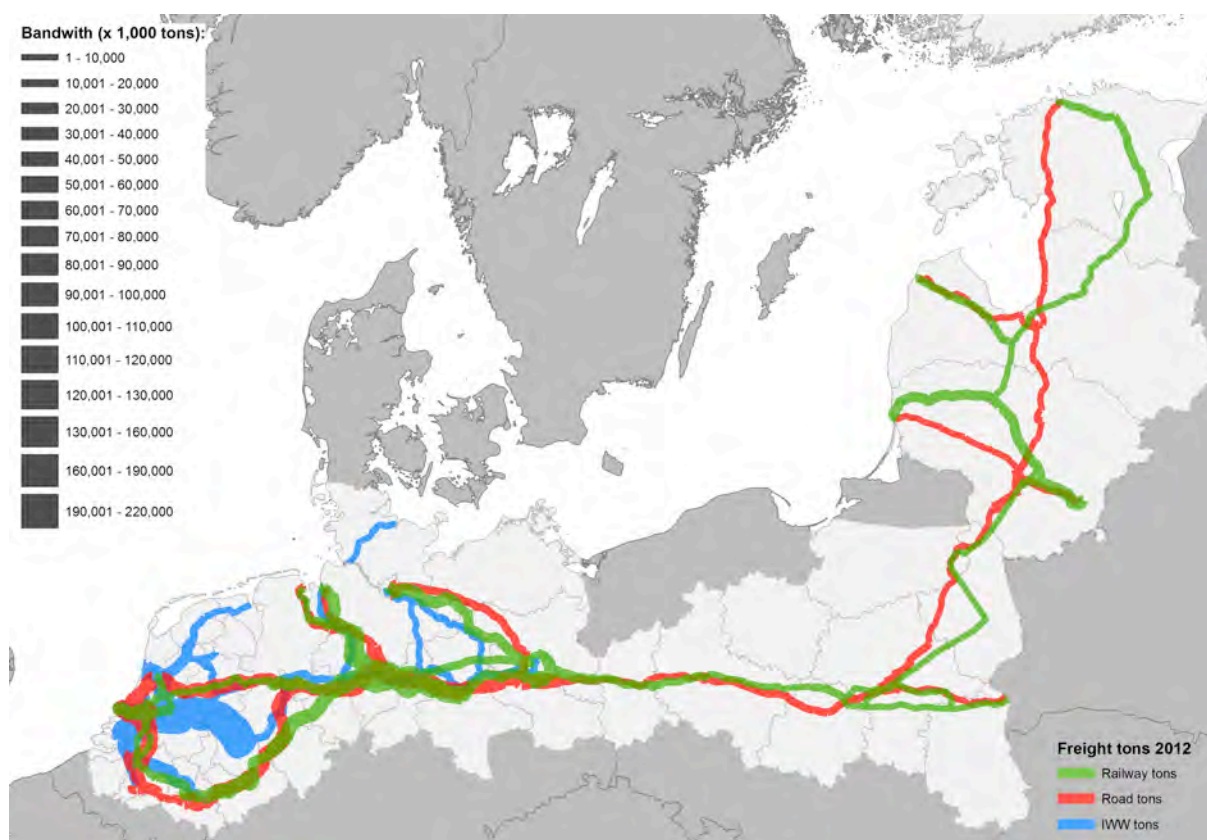 Bandwith (x 1,000 tons):
1 - 10,000
10,001 - 20,000
20,001 - 30,000
30,001 - 40,000
40,001 - 50,000
50,001 - 60,000
60,001 - 70,000
70,001 - 80,000
80,001 - 90,000
90,001 - 100,000
100,001 - 110,000
110,001 - 120,000
120,001 - 130,000
130,001 - 160,000
160,001 - 190,000
190,001 - 220,000
Freight tons 2012
Railway tons
Road tons
IWW tons